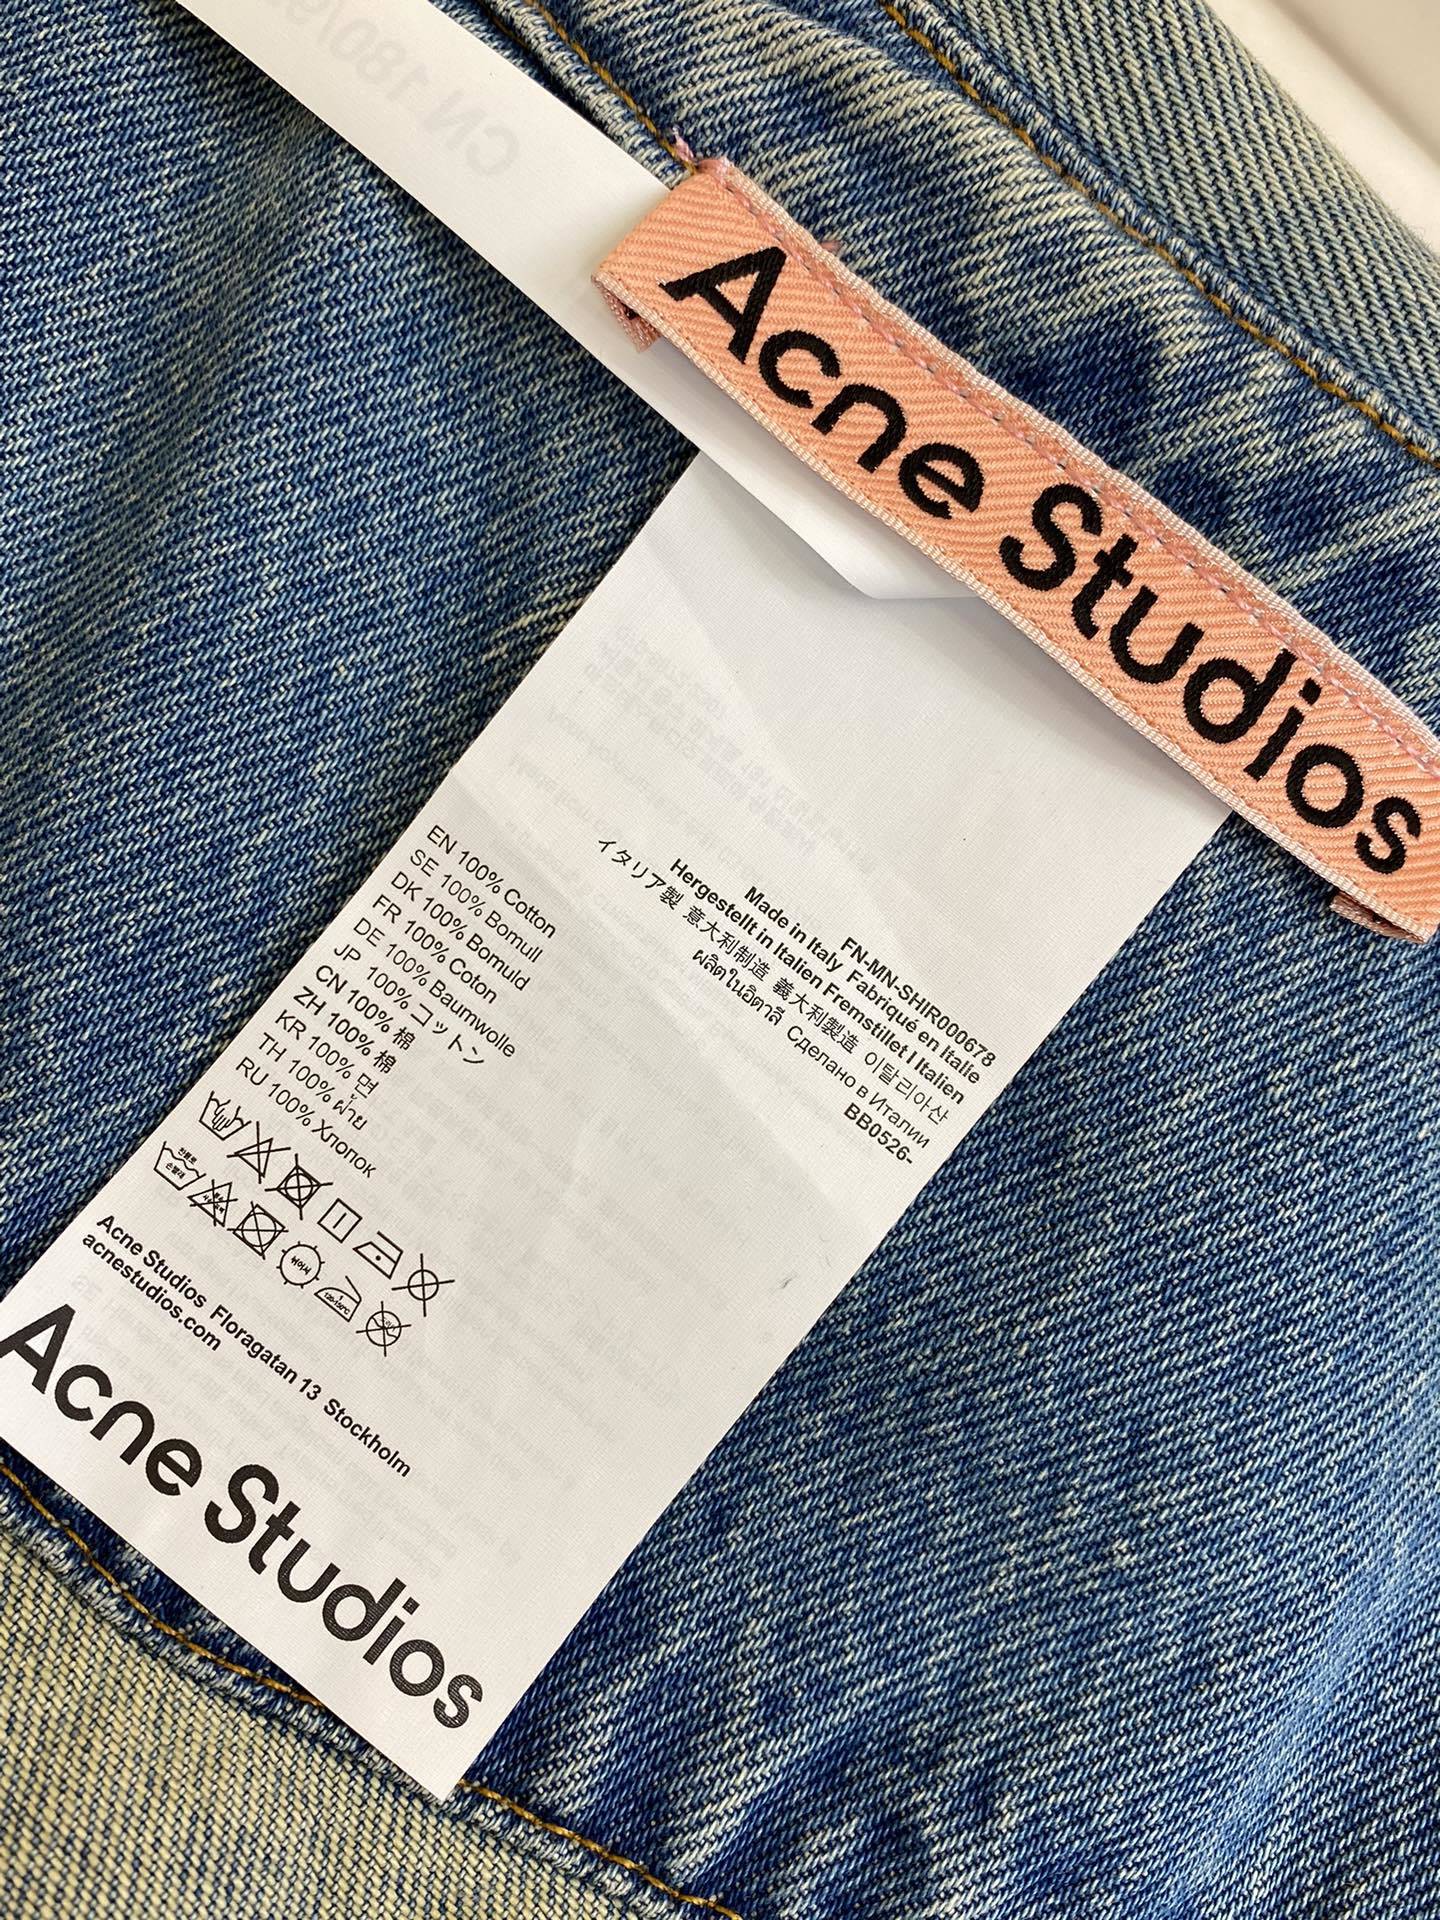 Acne Studios
FN-MN-SHIR000678
Made in Italy Fabriqué en Italie
Hergestellt in Italien Fremstillet I Italien
イタリア製 意大利制造 義大利製造 이탈리아산
ผลิตในอิตาลี Сделано в Италии
BB0526-
EN 100% Cotton
SE 100% Bomull
DK 100% Bomuld
FR 100% Coton
DE 100% Baumwolle
JP 100% コットン
CN 100% 棉
ZH 100% 棉
KR 100% 면
TH 100% ฝ้าย
RU 100% Хлопок
Acne Studios Floragatan 13 Stockholm
acnestudios.com
Acne Studios